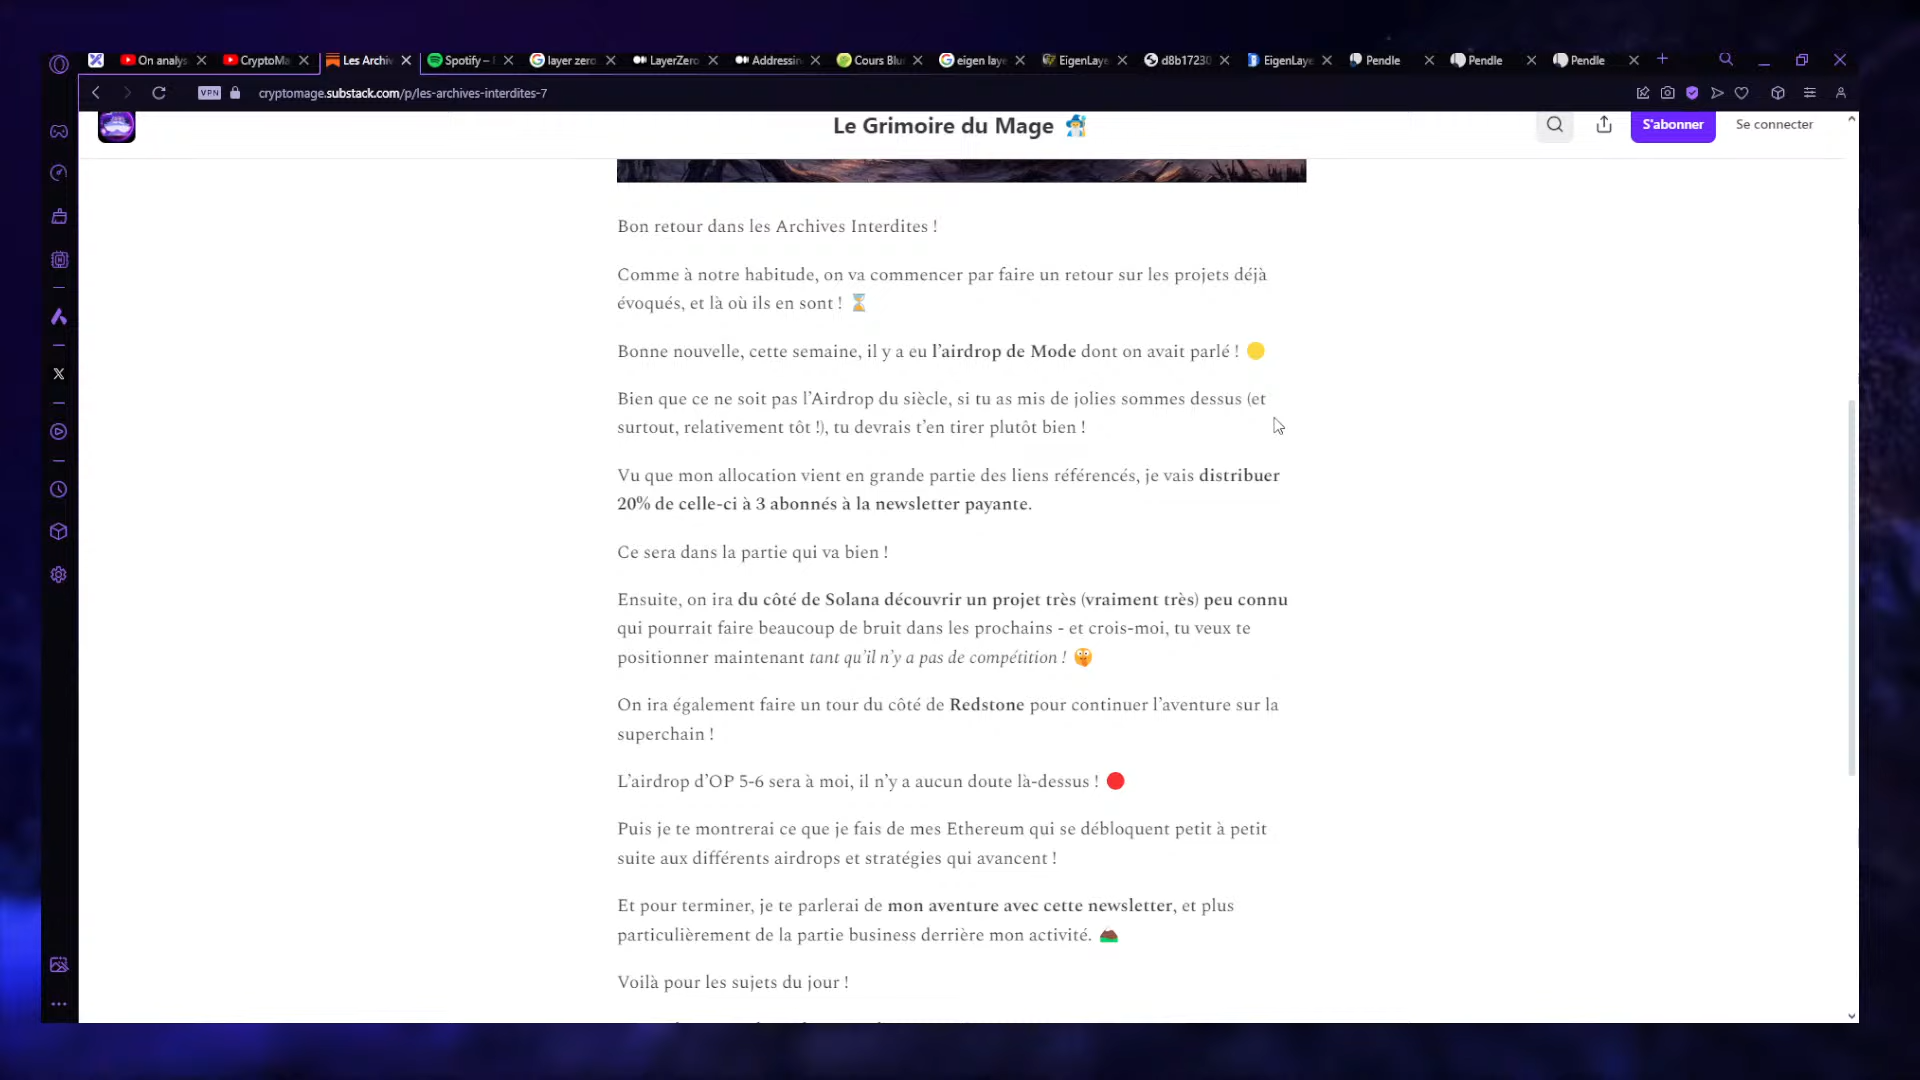 On analys
CryptoMa
Les Archiv
Spotify –
layer zero
LayerZero
Addressin
Cours Blu
eigen laye
EigenLaye
d8b17230
EigenLaye
Pendle
Pendle
Pendle
VPN
cryptomage.substack.com/p/les-archives-interdites-7
Le Grimoire du Mage
S'abonner
Se connecter
Bon retour dans les Archives Interdites !
Comme à notre habitude, on va commencer par faire un retour sur les projets déjà
évoqués, et là où ils en sont ! ⏳
Bonne nouvelle, cette semaine, il y a eu l’airdrop de Mode dont on avait parlé ! 🟡
Bien que ce ne soit pas l’Airdrop du siècle, si tu as mis de jolies sommes dessus (et
surtout, relativement tôt !), tu devrais t’en tirer plutôt bien !
Vu que mon allocation vient en grande partie des liens référencés, je vais distribuer
20% de celle-ci à 3 abonnés à la newsletter payante.
Ce sera dans la partie qui va bien !
Ensuite, on ira du côté de Solana découvrir un projet très (vraiment très) peu connu
qui pourrait faire beaucoup de bruit dans les prochains - et crois-moi, tu veux te
positionner maintenant tant qu’il n’y a pas de compétition !
On ira également faire un tour du côté de Redstone pour continuer l’aventure sur la
superchain !
L’airdrop d’OP 5-6 sera à moi, il n’y a aucun doute là-dessus ! 🔴
Puis je te montrerai ce que je fais de mes Ethereum qui se débloquent petit à petit
suite aux différents airdrops et stratégies qui avancent !
Et pour terminer, je te parlerai de mon aventure avec cette newsletter, et plus
particulièrement de la partie business derrière mon activité.
Voilà pour les sujets du jour !